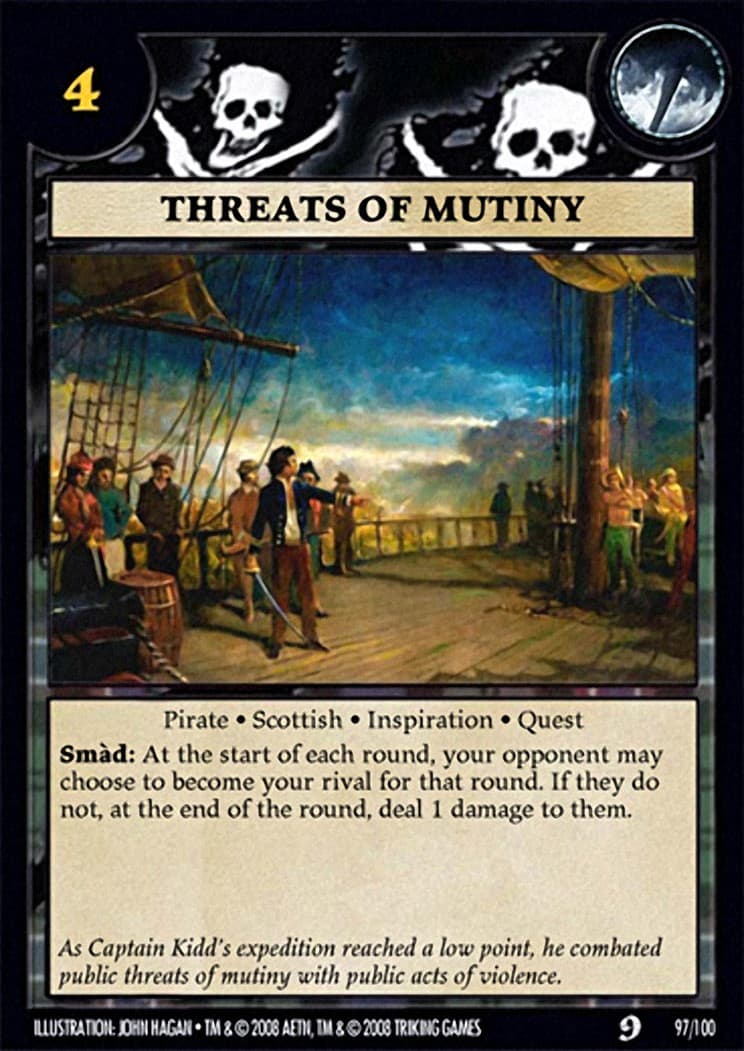 4
THREATS OF MUTINY
Pirate • Scottish • Inspiration • Quest
Smàd: At the start of each round, your opponent may
choose to become your rival for that round. If they do
not, at the end of the round, deal 1 damage to them.
As Captain Kidd's expedition reached a low point, he combated
public threats of mutiny with public acts of violence.
ILLUSTRATION: JOHN HAGAN • TM & © 2008 AETN, TM & © 2008 TRIKING GAMES
9 97/100